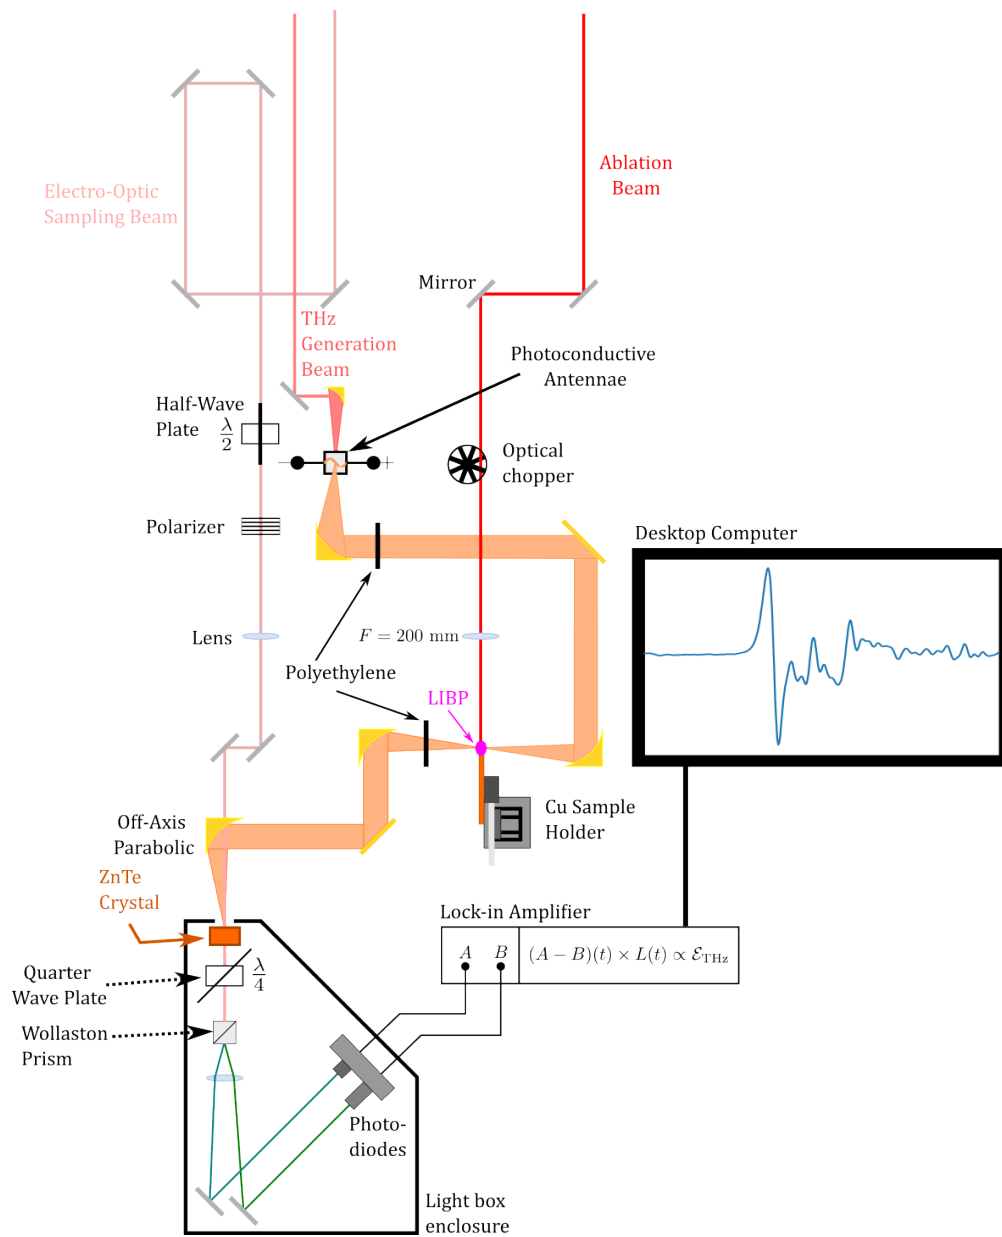 Electro-Optic
Sampling Beam
Ablation
Beam
Mirror
THz
Generation
Beam
Photoconductive
Antennae
Half-Wave
Plate
λ
2
+
Optical
chopper
Polarizer
Desktop Computer
Lens
F = 200 mm
Polyethylene
LIBP
Cu Sample
Holder
Off-Axis
Parabolic
ZnTe
Crystal
Lock-in Amplifier
A B (A − B)(t) × L(t) ∝ ℰTHz
Quarter
Wave Plate
λ
4
Wollaston
Prism
Photo-
diodes
Light box
enclosure